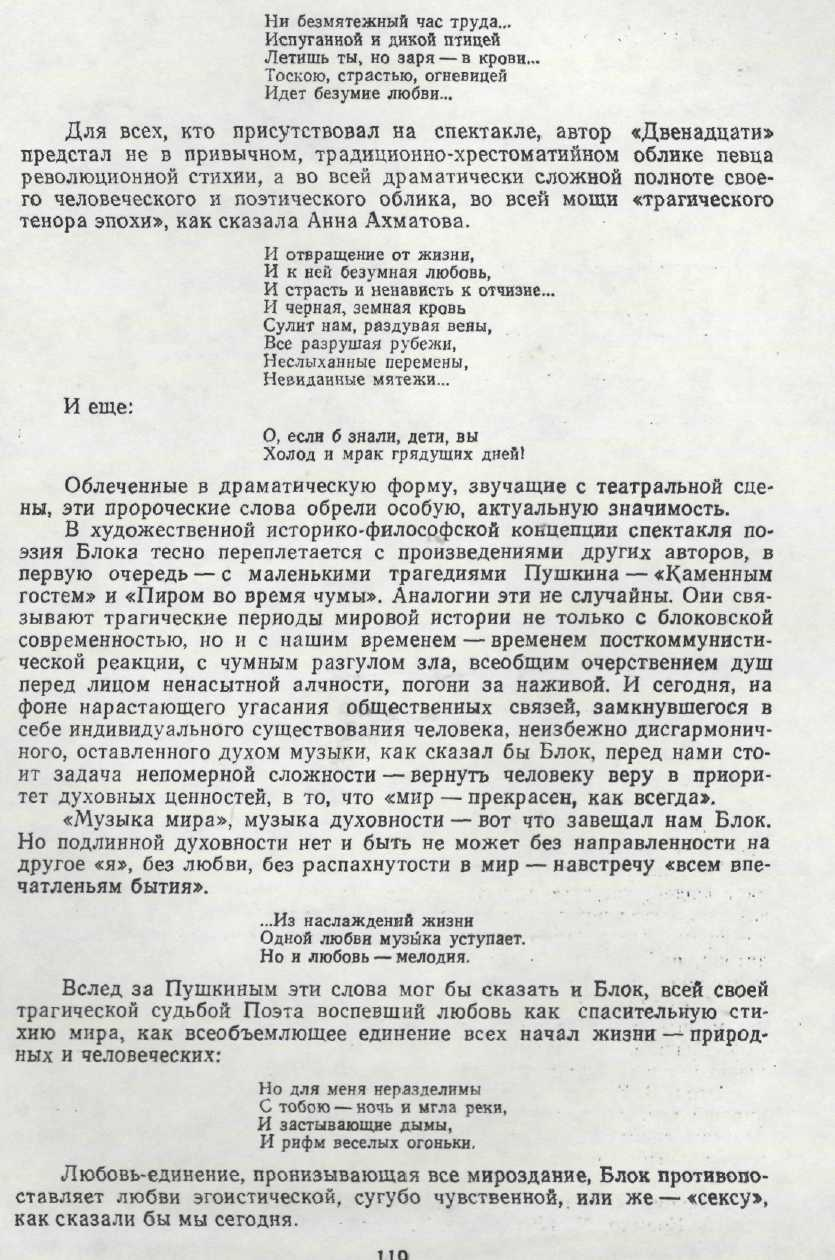 Ни безмятежный час труда...
Испуганной и дикой птицей
Летишь ты, но заря — в крови...
Тоскою, страстью, огневицей
Идет безумие любви...
Для всех, кто присутствовал на спектакле, автор «Двенадцати»
предстал не в привычном, традиционно-хрестоматийном облике певца
революционной стихии, а во всей драматически сложной полноте свое-
го человеческого и поэтического облика, во всей мощи «трагического
тенора эпохи», как сказала Анна Ахматова.
И отвращение от жизни,
И к ней безумная любовь,
И страсть и ненависть к отчизне...
И черная, земная кровь
Сулит нам, раздувая вены,
Все разрушая рубежи,
Неслыханные перемены,
Невиданные мятежи...
И еще:
О, если б знали, дети, вы
Холод и мрак грядущих дней!
Облеченные в драматическую форму, звучащие с театральной сце-
ны, эти пророческие слова обрели особую, актуальную значимость.
В художественной историко-философской концепции спектакля по-
эзия Блока тесно переплетается с произведениями других авторов, в
первую очередь — с маленькими трагедиями Пушкина — «Каменным
гостем» и «Пиром во время чумы». Аналогии эти не случайны. Они свя-
зывают трагические периоды мировой истории не только с блоковской
современностью, но и с нашим временем — временем посткоммунисти-
ческой реакции, с чумным разгулом зла, всеобщим очерствением душ
перед лицом ненасытной алчности, погони за наживой. И сегодня, на
фоне нарастающего угасания общественных связей, замкнувшегося в
себе индивидуального существования человека, неизбежно дисгармонич-
ного, оставленного духом музыки, как сказал бы Блок, перед нами сто-
ит задача непомерной сложности — вернуть человеку веру в приори-
тет духовных ценностей, в то, что «мир — прекрасен, как всегда».
«Музыка мира», музыка духовности — вот что завещал нам Блок.
Но подлинной духовности нет и быть не может без направленности на
другое «я», без любви, без распахнутости в мир — навстречу «всем впе-
чатленьям бытия».
...Из наслаждений жизни
Одной любви музы́ка уступает.
Но и любовь — мелодия.
Вслед за Пушкиным эти слова мог бы сказать и Блок, всей своей
трагической судьбой Поэта воспевший любовь как спасительную сти-
хию мира, как всеобъемлющее единение всех начал жизни — природ-
ных и человеческих:
Но для меня неразделимы
С тобою — ночь и мгла реки,
И застывающие дымы,
И рифм веселых огоньки.
Любовь-единение, пронизывающая все мироздание, Блок противопо-
ставляет любви эгоистической, сугубо чувственной, или же — «сексу»,
как сказали бы мы сегодня.
119